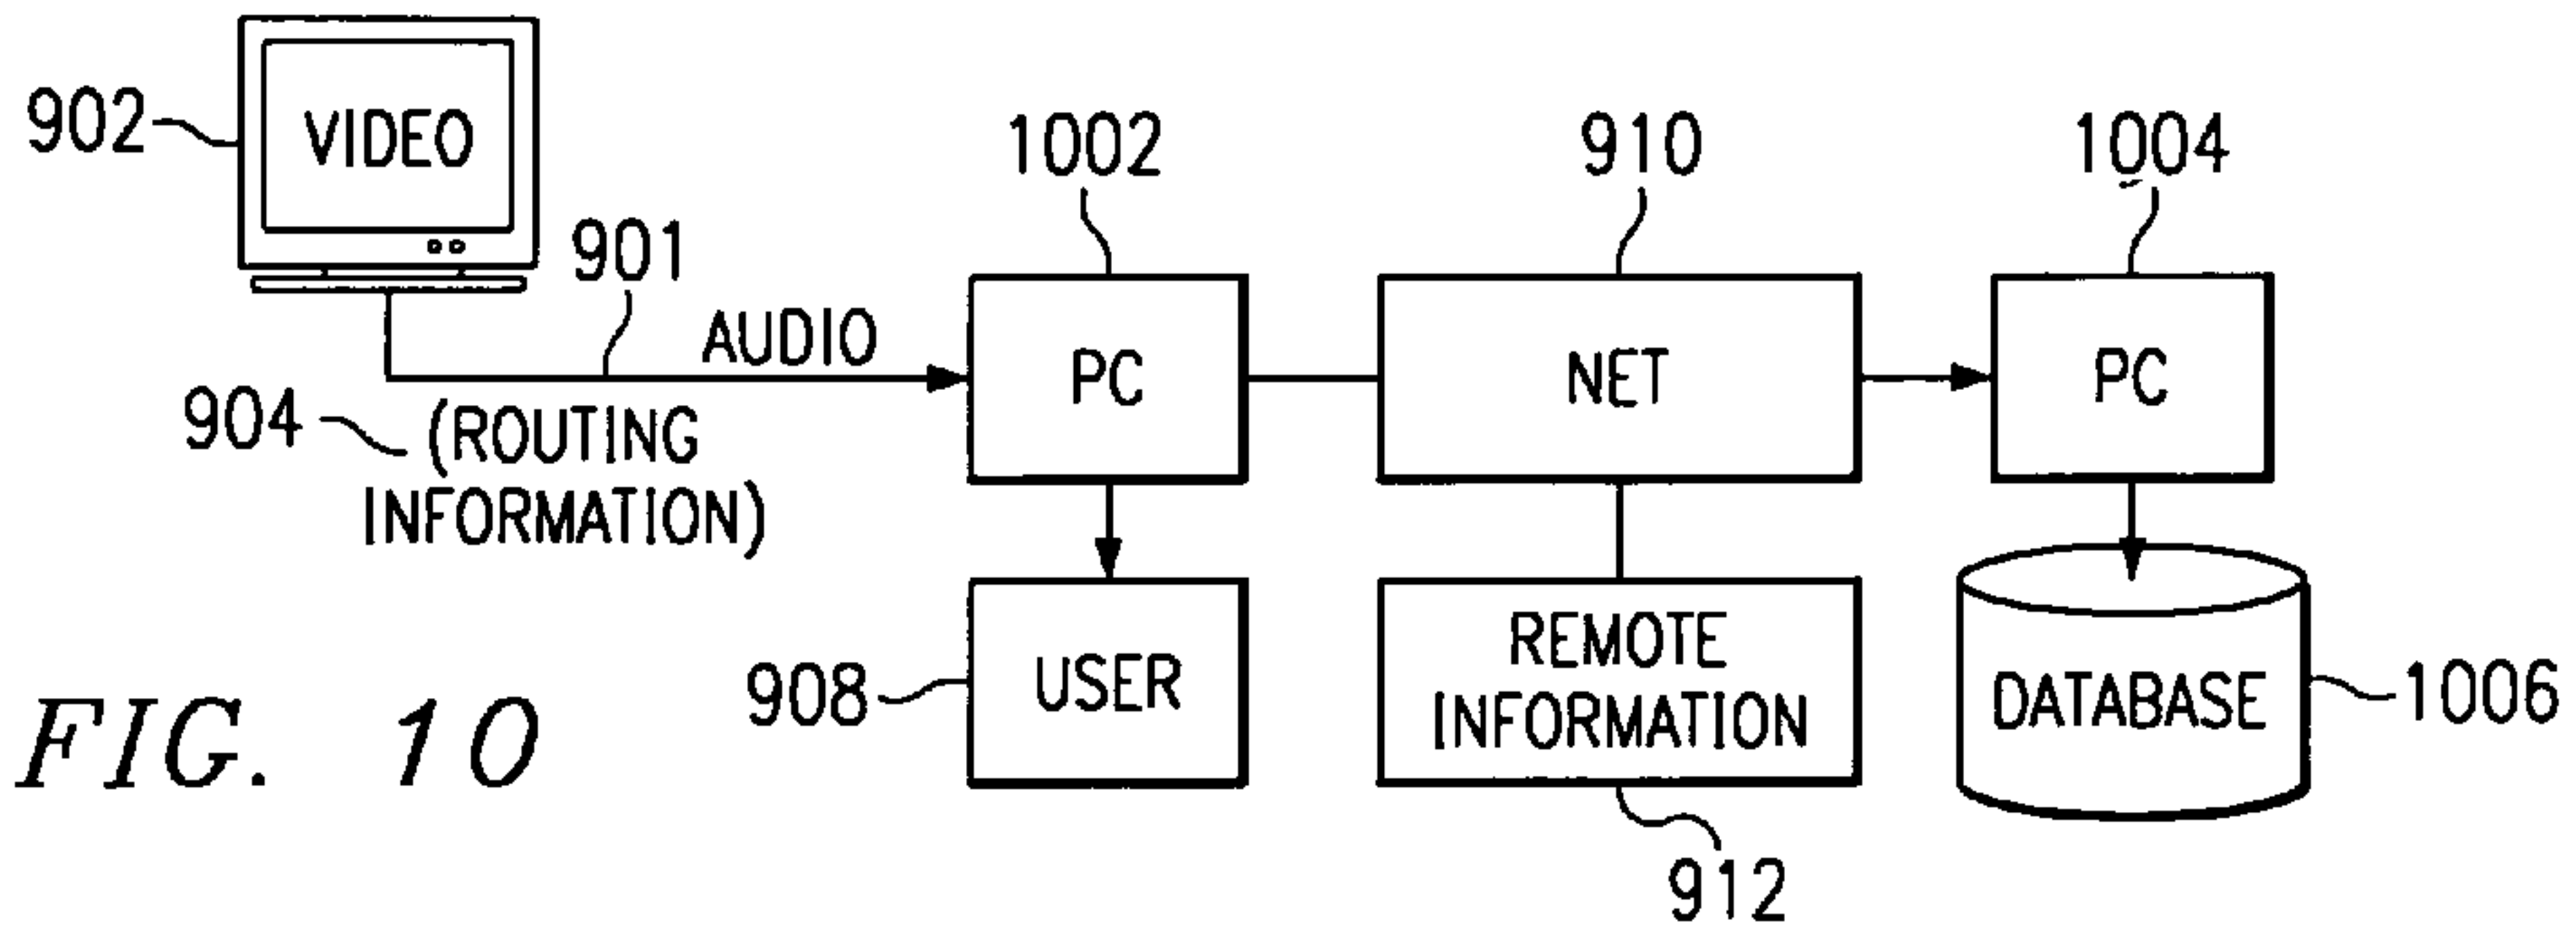 902
VIDEO
901
AUDIO
904
(ROUTING
INFORMATION)
1002
PC
910
NET
1004
PC
908
USER
REMOTE
INFORMATION
912
DATABASE
1006
FIG. 10